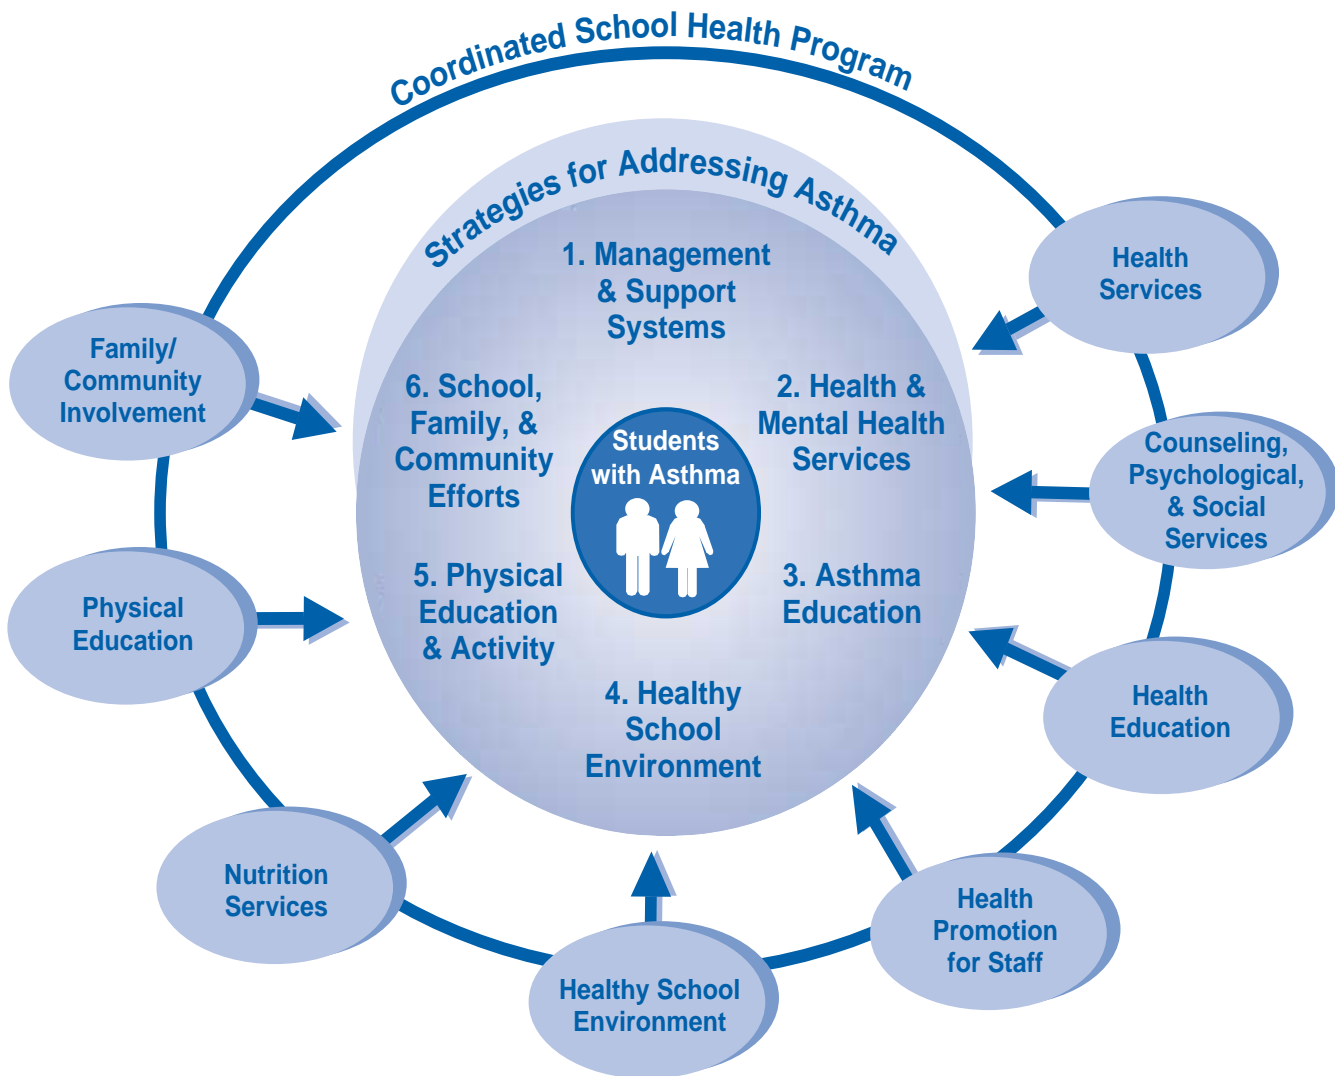 Coordinated School Health Program
Strategies for Addressing Asthma
1. Management
& Support
Systems
2. Health &
Mental Health
Services
3. Asthma
Education
4. Healthy
School
Environment
5. Physical
Education
& Activity
6. School,
Family, &
Community
Efforts
Students
with Asthma
Health
Services
Counseling,
Psychological,
& Social
Services
Health
Education
Health
Promotion
for Staff
Healthy School
Environment
Nutrition
Services
Physical
Education
Family/
Community
Involvement